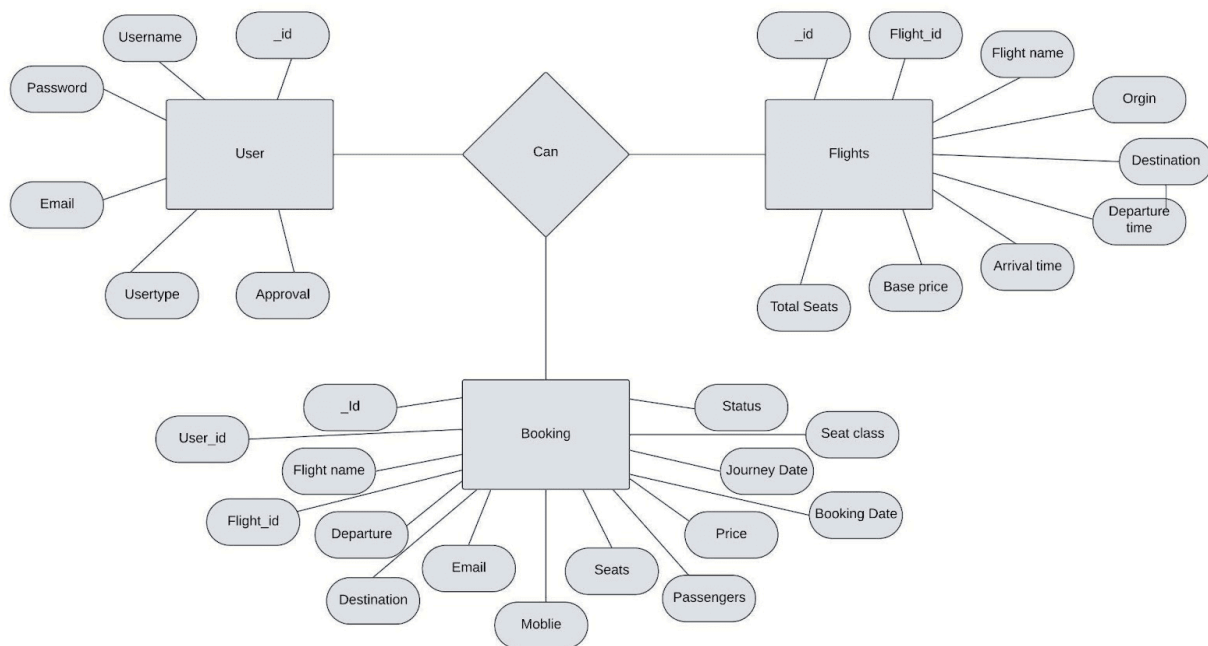 Username
_id
Password
User
Email
Usertype
Approval
Can
_id
Flight_id
Flight name
Orgin
Flights
Destination
Departure
time
Arrival time
Base price
Total Seats
_Id
User_id
Flight name
Flight_id
Departure
Destination
Email
Moblie
Booking
Status
Seat class
Journey Date
Booking Date
Price
Seats
Passengers